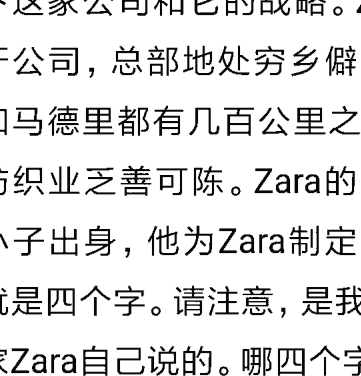 这家公司和它的战略。
公司，总部地处穷乡僻
马德里都有几百公里之
织业乏善可陈。Zara的
子出身，他为Zara制定
是四个字。请注意，是我
Zara自己说的。哪四个字